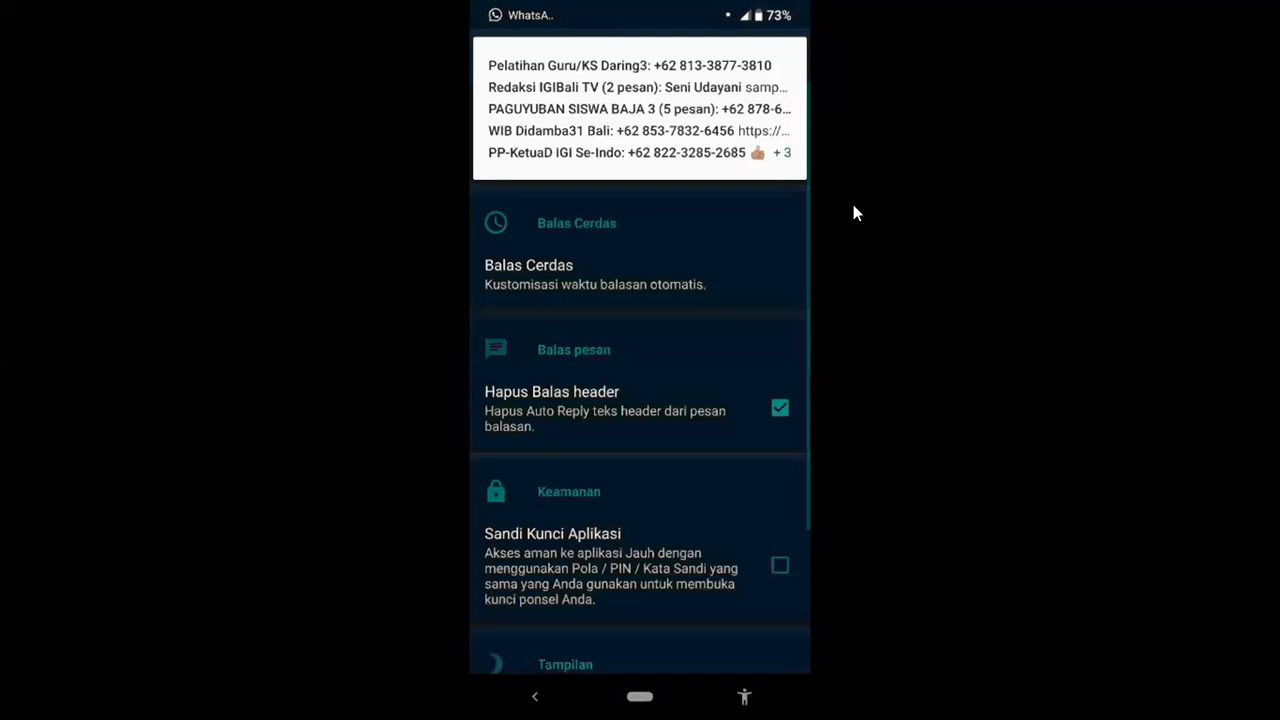 WhatsA..
73%
Pelatihan Guru/KS Daring3: +62 813-3877-3810
Redaksi IGIBali TV (2 pesan): Seni Udayani samp...
PAGUYUBAN SISWA BAJA 3 (5 pesan): +62 878-6...
WIB Didamba31 Bali: +62 853-7832-6456 https://...
PP-KetuaD IGI Se-Indo: +62 822-3285-2685 👍🏽 + 3
Balas Cerdas
Balas Cerdas
Kustomisasi waktu balasan otomatis.
Balas pesan
Hapus Balas header
Hapus Auto Reply teks header dari pesan
balasan.
Keamanan
Sandi Kunci Aplikasi
Akses aman ke aplikasi Jauh dengan
menggunakan Pola / PIN / Kata Sandi yang
sama yang Anda gunakan untuk membuka
kunci ponsel Anda.
Tampilan